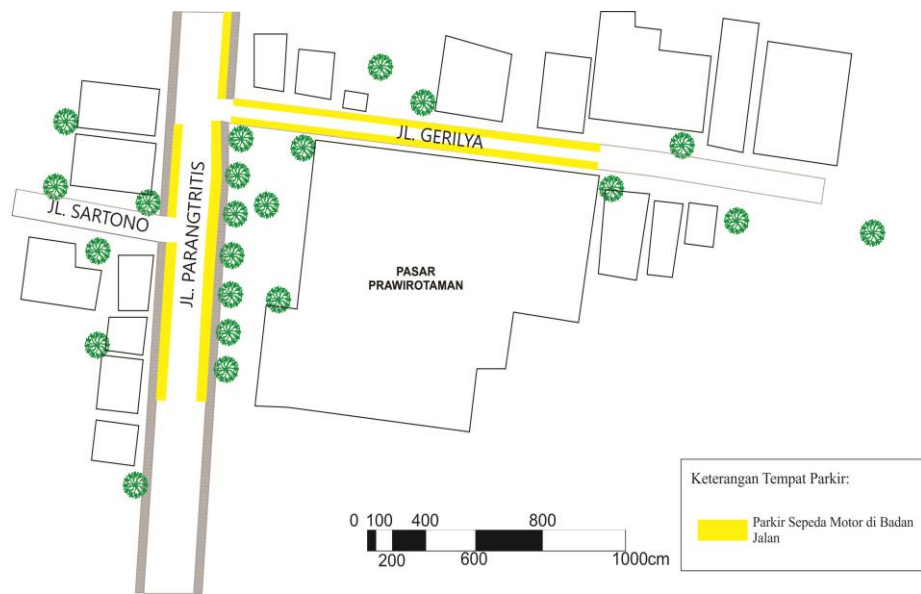 JL. GERILYA
JL. SARTONO
JL. PARANGTRITIS
PASAR
PRAWIROTAMAN
Keterangan Tempat Parkir:
Parkir Sepeda Motor di Badan
Jalan
0 100 400 800
200 600 1000cm